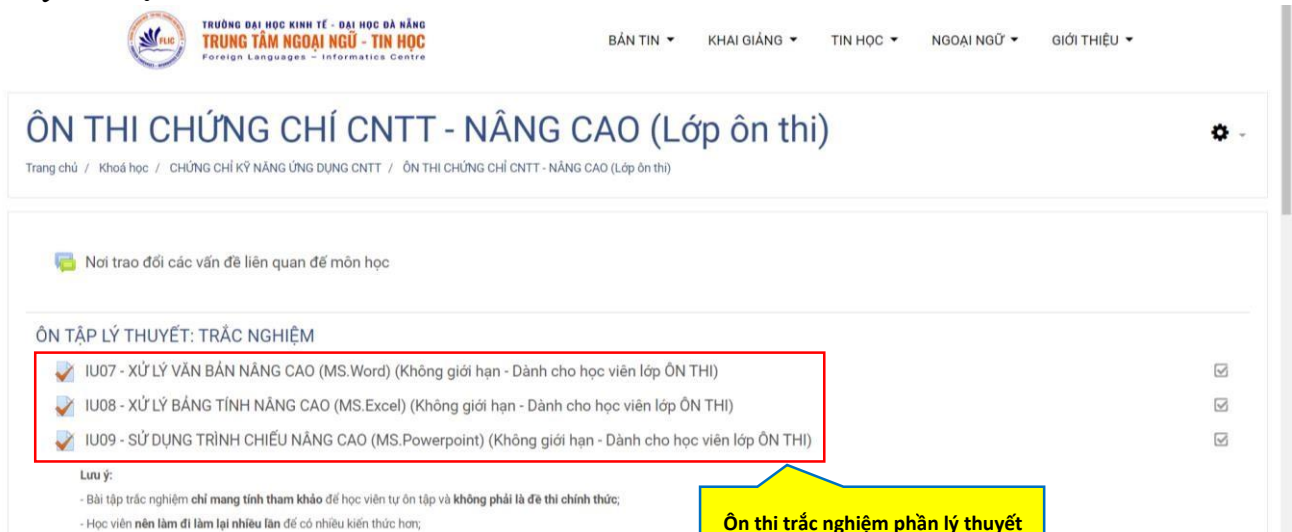 TRƯỜNG ĐẠI HỌC KINH TẾ - ĐẠI HỌC ĐÀ NẴNG
TRUNG TÂM NGOẠI NGỮ - TIN HỌC
Foreign Languages – Informatics Centre
FLIC
BẢN TIN
KHAI GIẢNG
TIN HỌC
NGOẠI NGỮ
GIỚI THIỆU
ÔN THI CHỨNG CHỈ CNTT - NÂNG CAO (Lớp ôn thi)
Trang chủ / Khoá học / CHỨNG CHỈ KỸ NĂNG ỨNG DỤNG CNTT / ÔN THI CHỨNG CHỈ CNTT - NÂNG CAO (Lớp ôn thi)
Nơi trao đổi các vấn đề liên quan đế môn học
ÔN TẬP LÝ THUYẾT: TRẮC NGHIỆM
IU07 - XỬ LÝ VĂN BẢN NÂNG CAO (MS.Word) (Không giới hạn - Dành cho học viên lớp ÔN THI)
IU08 - XỬ LÝ BẢNG TÍNH NÂNG CAO (MS.Excel) (Không giới hạn - Dành cho học viên lớp ÔN THI)
IU09 - SỬ DỤNG TRÌNH CHIẾU NÂNG CAO (MS.Powerpoint) (Không giới hạn - Dành cho học viên lớp ÔN THI)
Lưu ý:
- Bài tập trắc nghiệm chỉ mang tính tham khảo để học viên tự ôn tập và không phải là đề thi chính thức;
- Học viên nên làm đi làm lại nhiều lần để có nhiều kiến thức hơn;
Ôn thi trắc nghiệm phần lý thuyết